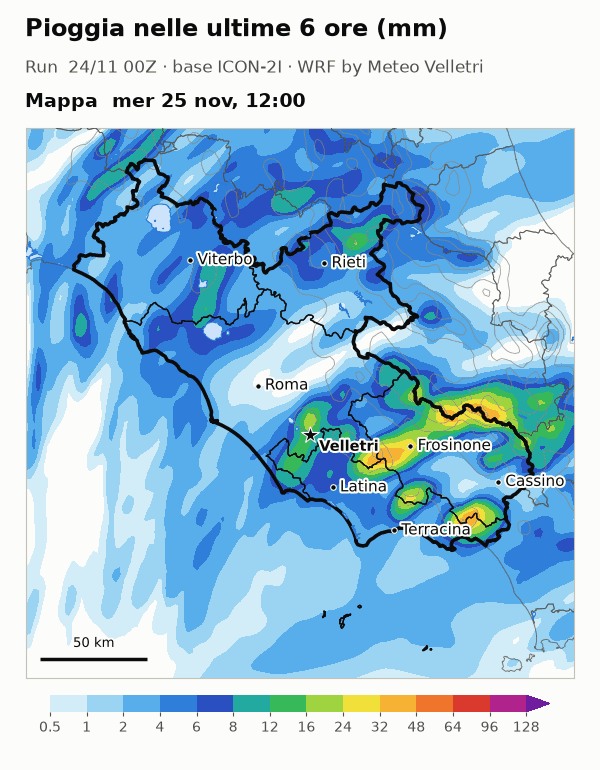 Pioggia nelle ultime 6 ore (mm)
Run  24/11 00Z · base ICON-2I · WRF by Meteo Velletri
Mappa  mer 25 nov, 12:00
Viterbo
Rieti
Roma
Velletri
Frosinone
Latina
Cassino
Terracina
50 km
0.5 1 2 4 6 8 12 16 24 32 48 64 96 128